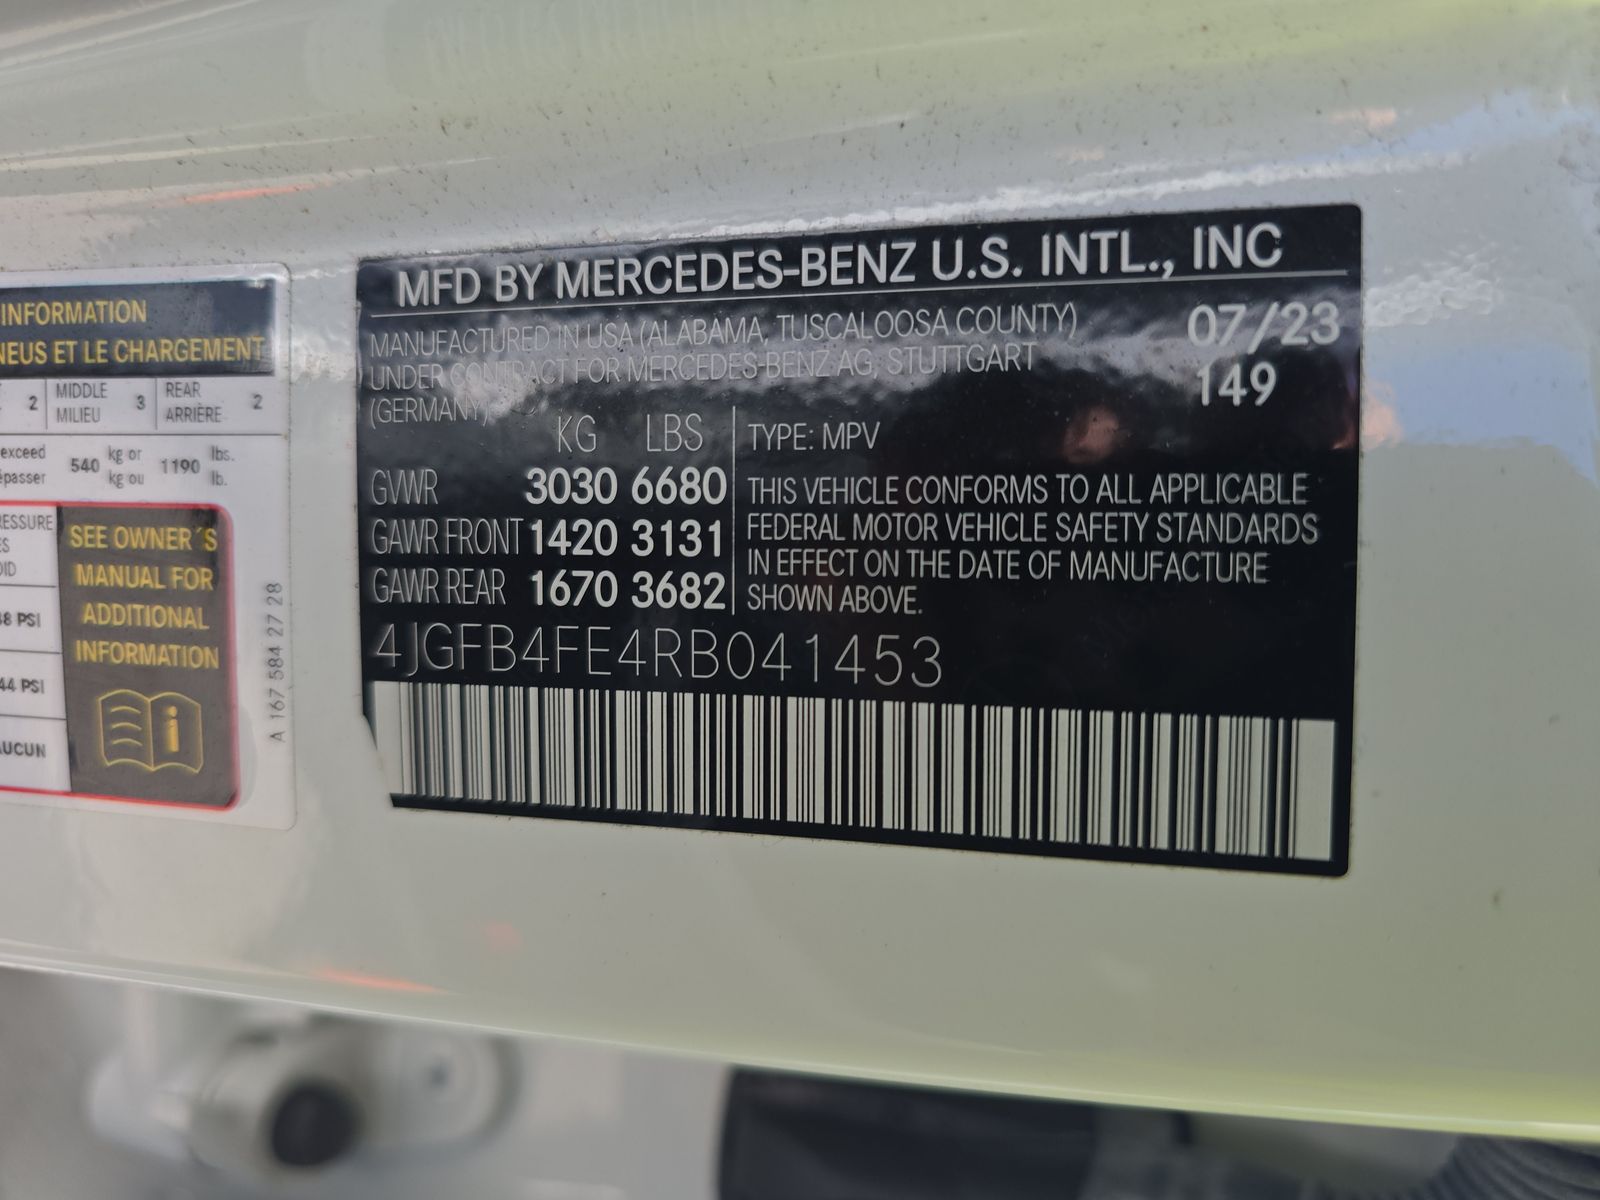 INFORMATION
NEUS ET LE CHARGEMENT
2 MIDDLE MILIEU 3 REAR ARRIÈRE 2
exceed 540 kg or 1190 lbs.
kg ou lb.
SEE OWNER´S
MANUAL FOR
ADDITIONAL
INFORMATION
PSI
44 PSI
AUCUN
A 167 584 27 28
MFD BY MERCEDES-BENZ U.S. INTL., INC
MANUFACTURED IN USA (ALABAMA, TUSCALOOSA COUNTY) 07/23
UNDER CONTRACT FOR MERCEDES-BENZ AG, STUTTGART 149
(GERMANY)
KG LBS
GVWR 3030 6680
GAWR FRONT 1420 3131
GAWR REAR 1670 3682
TYPE: MPV
THIS VEHICLE CONFORMS TO ALL APPLICABLE
FEDERAL MOTOR VEHICLE SAFETY STANDARDS
IN EFFECT ON THE DATE OF MANUFACTURE
SHOWN ABOVE.
4JGFB4FE4RB041453